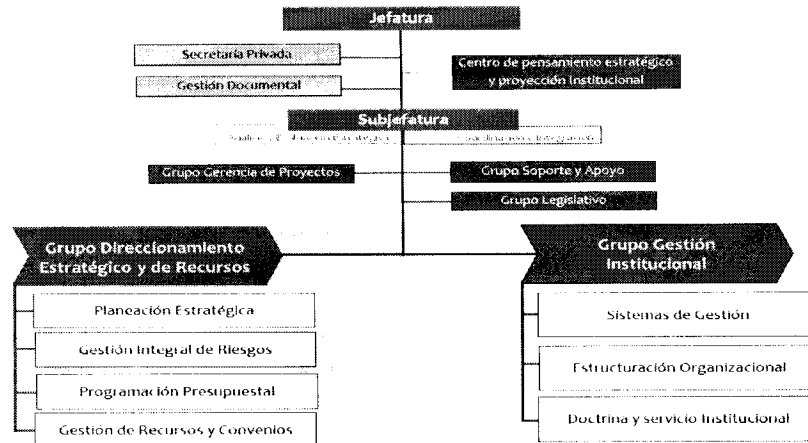 Jefatura
Secretaría Privada
Centro de pensamiento estratégico
y proyección Institucional
Gestión Documental
Subjefatura
Grupo Gerencia de Proyectos
Grupo Soporte y Apoyo
Grupo Legislativo
Grupo Direccionamiento
Estratégico y de Recursos
Grupo Gestión
Institucional
Planeación Estratégica
Gestión Integral de Riesgos
Programación Presupuestal
Gestión de Recursos y Convenios
Sistemas de Gestión
Estructuración Organizacional
Doctrina y servicio Institucional